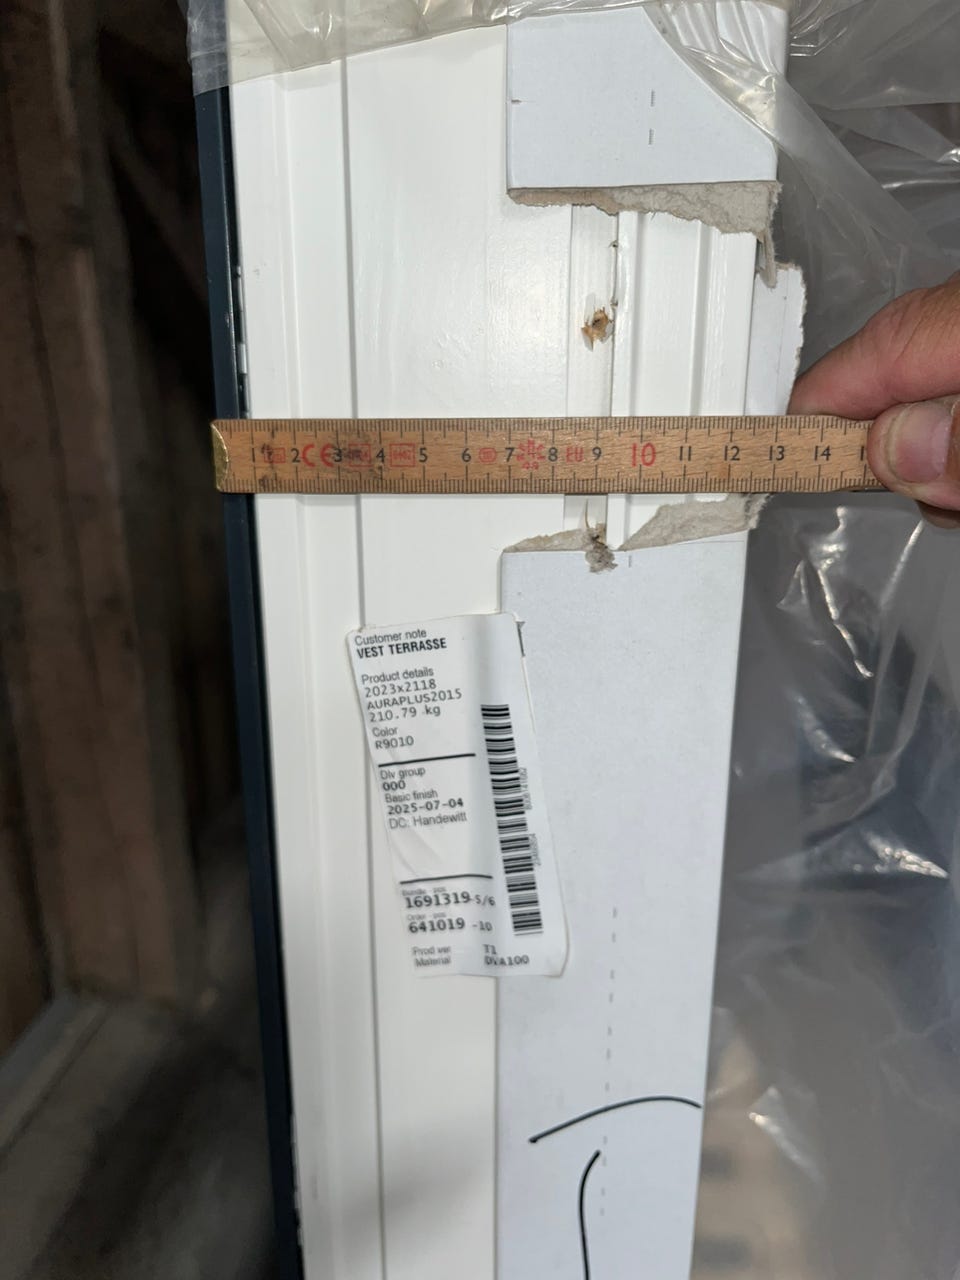 1 2 CE 3 4 5 6 7 8 EU 9 10 11 12 13 14
Customer note
VEST TERRASSE
Product details
2023x2118
AURAPLUS2015
210.79 kg
Color
R9010
Dlv group
000
Basic finish
2025-07-04
DC: Handewitt
1691319-5/6
641019 -10
Prod ver T1
Material DVA100